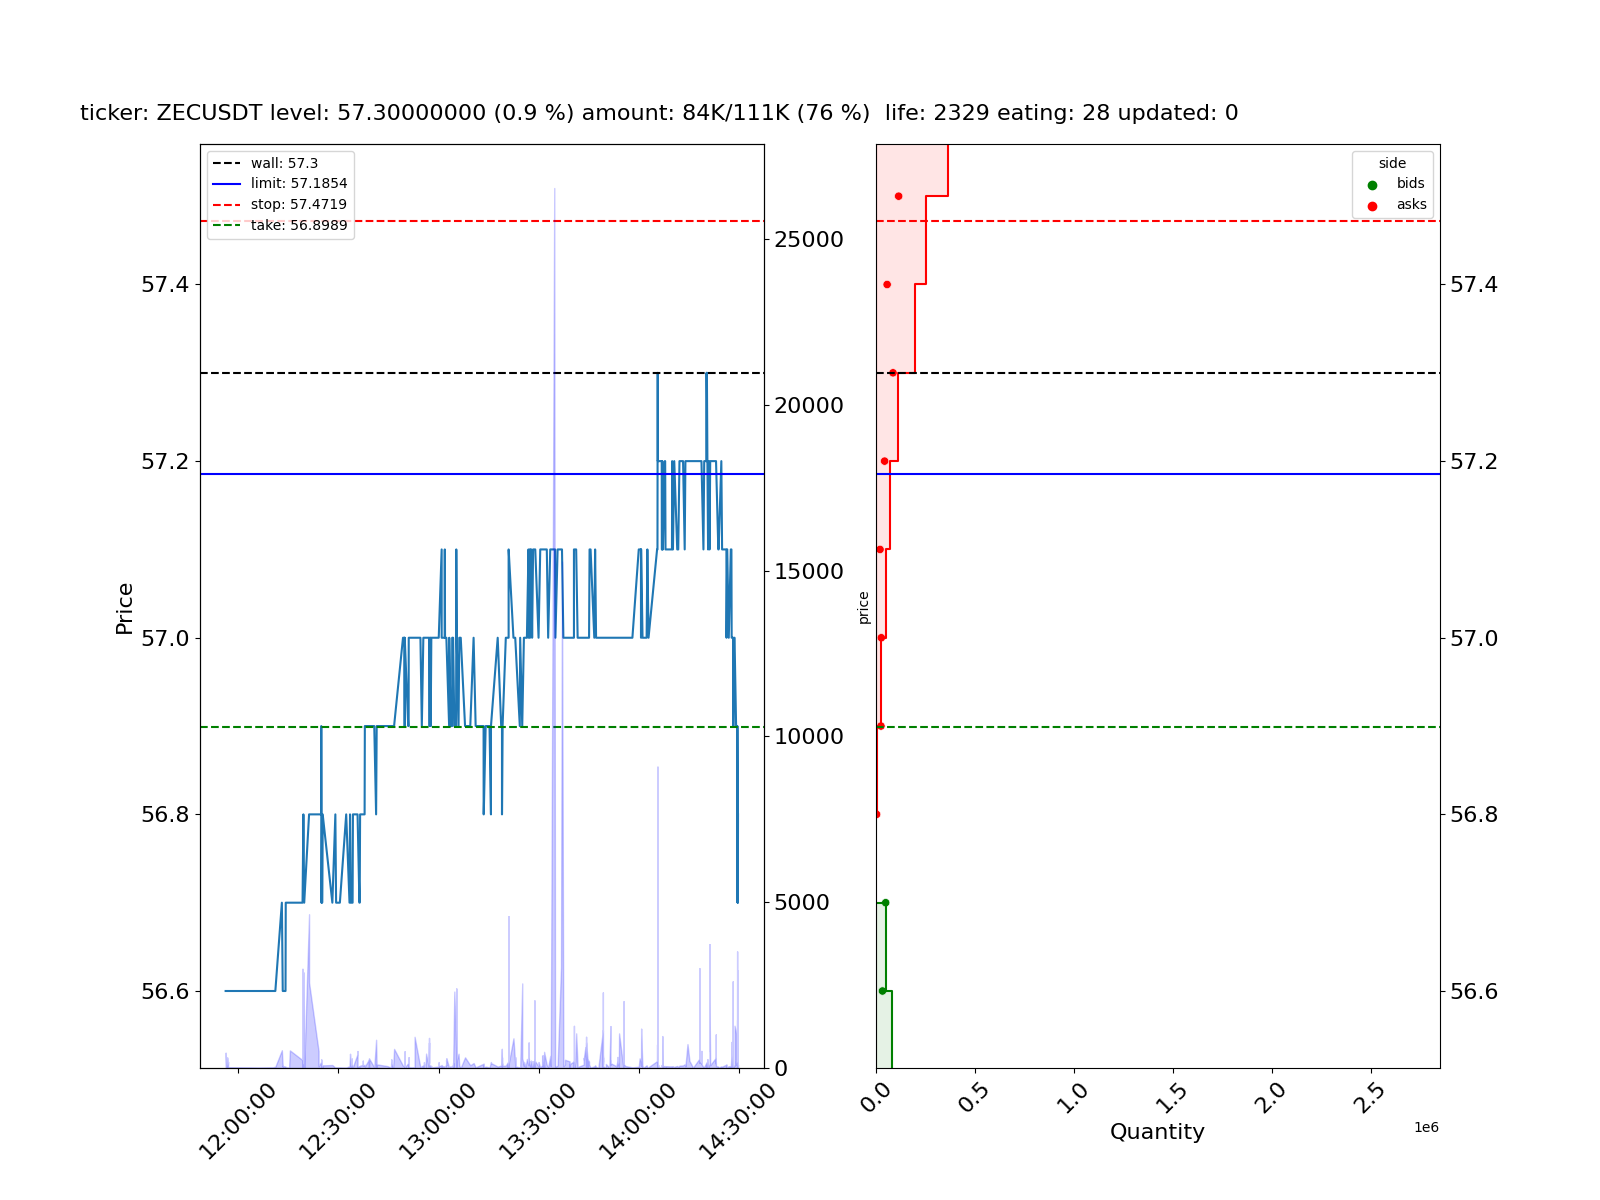 ticker: ZECUSDT level: 57.30000000 (0.9 %) amount: 84K/111K (76 %)  life: 2329 eating: 28 updated: 0
wall: 57.3
limit: 57.1854
stop: 57.4719
take: 56.8989
Price
57.4
57.2
57.0
56.8
56.6
25000
20000
15000
10000
5000
0
12:00:00
12:30:00
13:00:00
13:30:00
14:00:00
14:30:00
side
bids
asks
price
57.4
57.2
57.0
56.8
56.6
0.0
0.5
1.0
1.5
2.0
2.5
1e6
Quantity